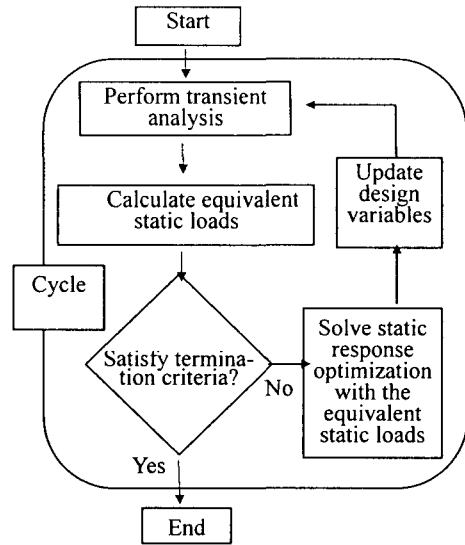 Start
Perform transient
analysis
Calculate equivalent
static loads
Update
design
variables
Cycle
Satisfy termina-
tion criteria?
No
Solve static
response
optimization
with the
equivalent
static loads
Yes
End